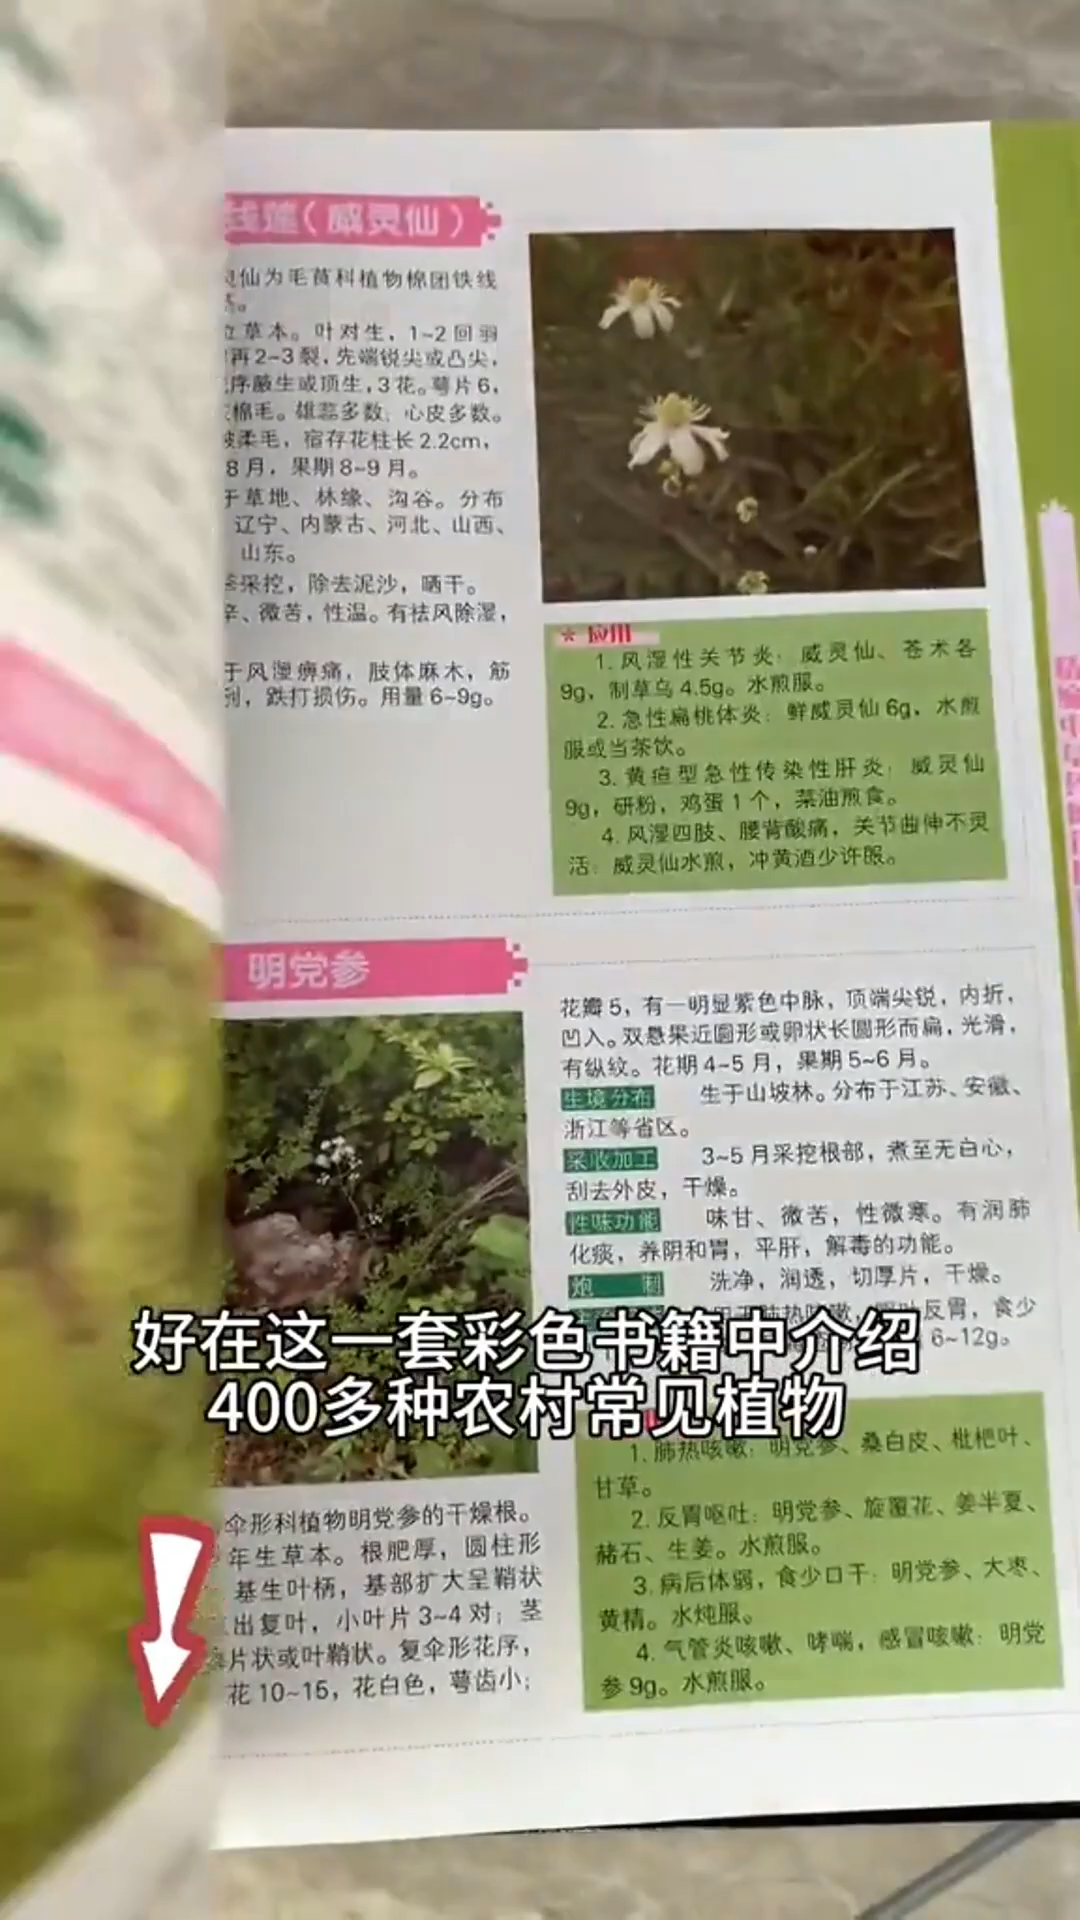 线莲（威灵仙）
灵仙为毛茛科植物棉团铁线
立草本。叶对生，1~2回羽
再2~3裂，先端锐尖或凸尖，
序腋生或顶生，3花。萼片6，
棉毛。雄蕊多数，心皮多数。
被柔毛，宿存花柱长2.2cm，
8月，果期8~9月。
于草地、林缘、沟谷。分布
辽宁、内蒙古、河北、山西、
山东。
采挖，除去泥沙，晒干。
辛、微苦，性温。有祛风除湿，
于风湿痹痛，肢体麻木，筋
利，跌打损伤。用量6~9g。
* 应用
1. 风湿性关节炎：威灵仙、苍术各
9g，制草乌4.5g。水煎服。
2. 急性扁桃体炎：鲜威灵仙6g，水煎
服或当茶饮。
3. 黄疸型急性传染性肝炎：威灵仙
9g，研粉，鸡蛋1个，菜油煎食。
4. 风湿四肢、腰背酸痛，关节曲伸不灵
活：威灵仙水煎，冲黄酒少许服。
明党参
伞形科植物明党参的干燥根。
年生草本。根肥厚，圆柱形
基生叶柄，基部扩大呈鞘状
出复叶，小叶片3~4对；茎
片状或叶鞘状。复伞形花序，
花10~15，花白色，萼齿小；
花瓣5，有一明显紫色中脉，顶端尖锐，内折，
凹入。双悬果近圆形或卵状长圆形而扁，光滑，
有纵纹。花期4~5月，果期5~6月。
生境分布 生于山坡林。分布于江苏、安徽、
浙江等省区。
采收加工 3~5月采挖根部，煮至无白心，
刮去外皮，干燥。
性味功能 味甘、微苦，性微寒。有润肺
化痰，养阴和胃，平肝，解毒的功能。
炮制 洗净，润透，切厚片，干燥。
用于肺热咳嗽，呕吐反胃，食少
6~12g。
好在这一套彩色书籍中介绍
400多种农村常见植物
1. 肺热咳嗽：明党参、桑白皮、枇杷叶、
甘草。
2. 反胃呕吐：明党参、旋覆花、姜半夏、
赭石、生姜。水煎服。
3. 病后体弱，食少口干：明党参、大枣、
黄精。水炖服。
4. 气管炎咳嗽、哮喘，感冒咳嗽：明党
参9g。水煎服。